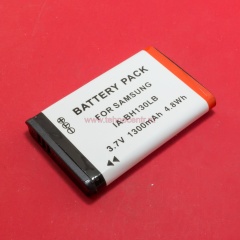 BATTERY PACK
FOR SAMSUNG
IA-BH130LB
3.7V 1300mAh 4.8Wh